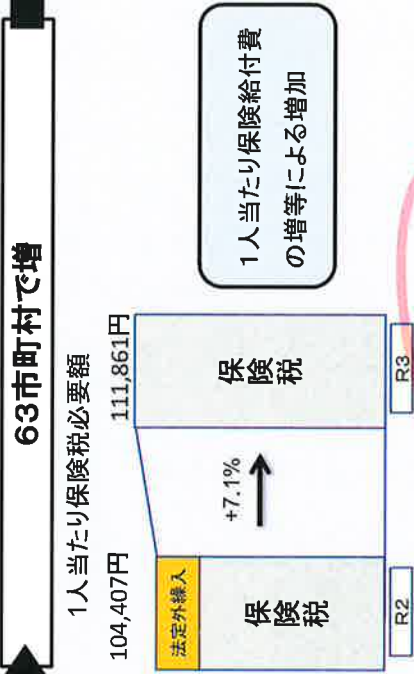 63市町村で増
1人当たり保険税必要額
104,407円
111,861円
法定外繰入
保険税
+7.1%
保険税
R2
R3
1人当たり保険給付費
の増等による増加